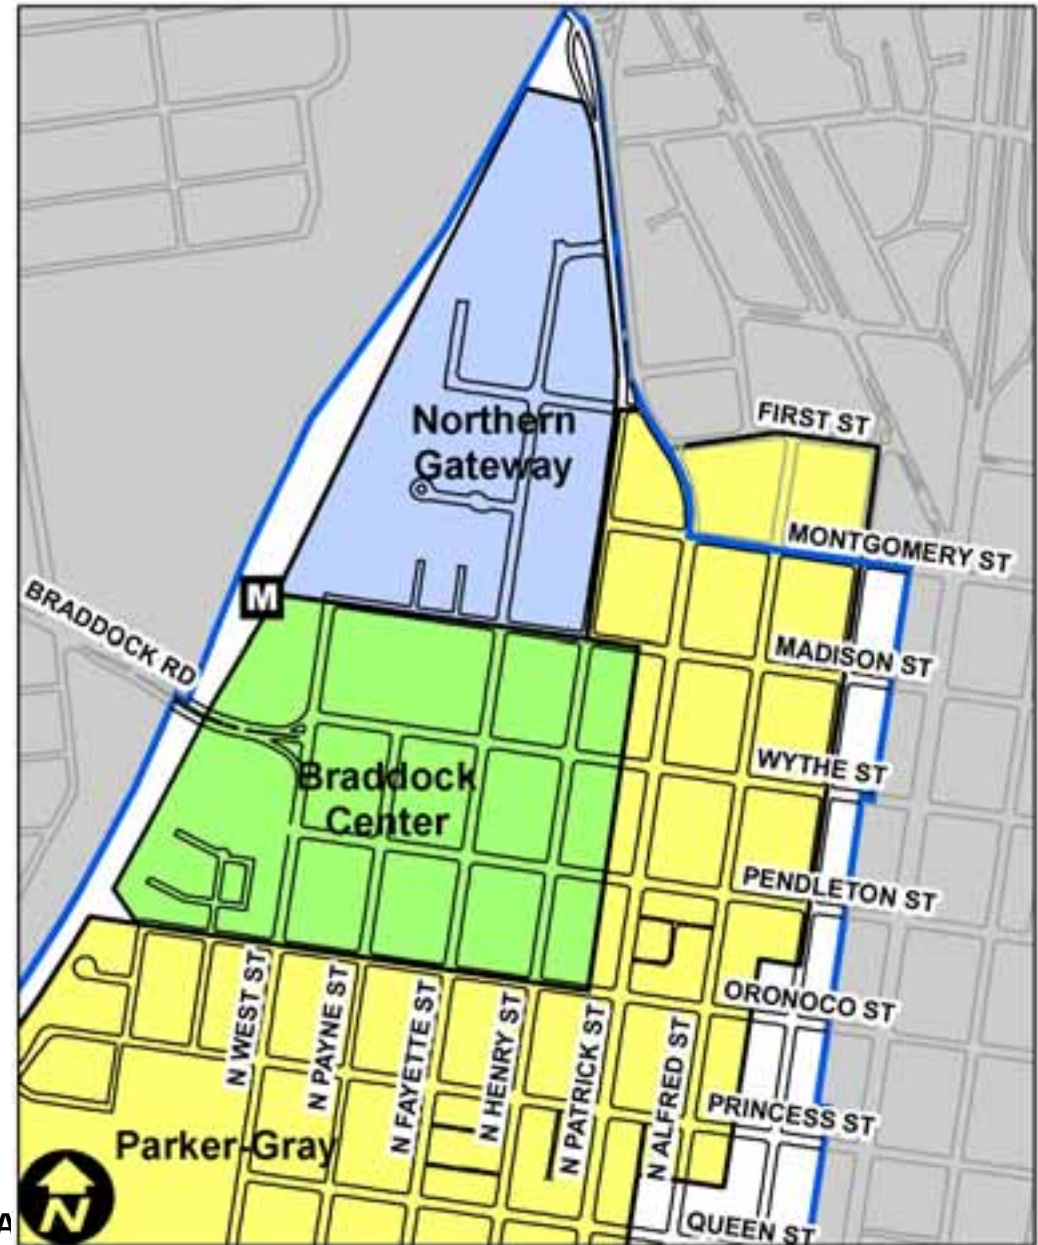 FIRST ST
Northern
Gateway
MONTGOMERY ST
M
BRADDOCK RD
MADISON ST
WYTHE ST
Braddock
Center
PENDLETON ST
ORONOCO ST
N WEST ST
N PAYNE ST
N FAYETTE ST
N HENRY ST
N PATRICK ST
N ALFRED ST
PRINCESS ST
Parker-Gray
N
A
QUEEN ST